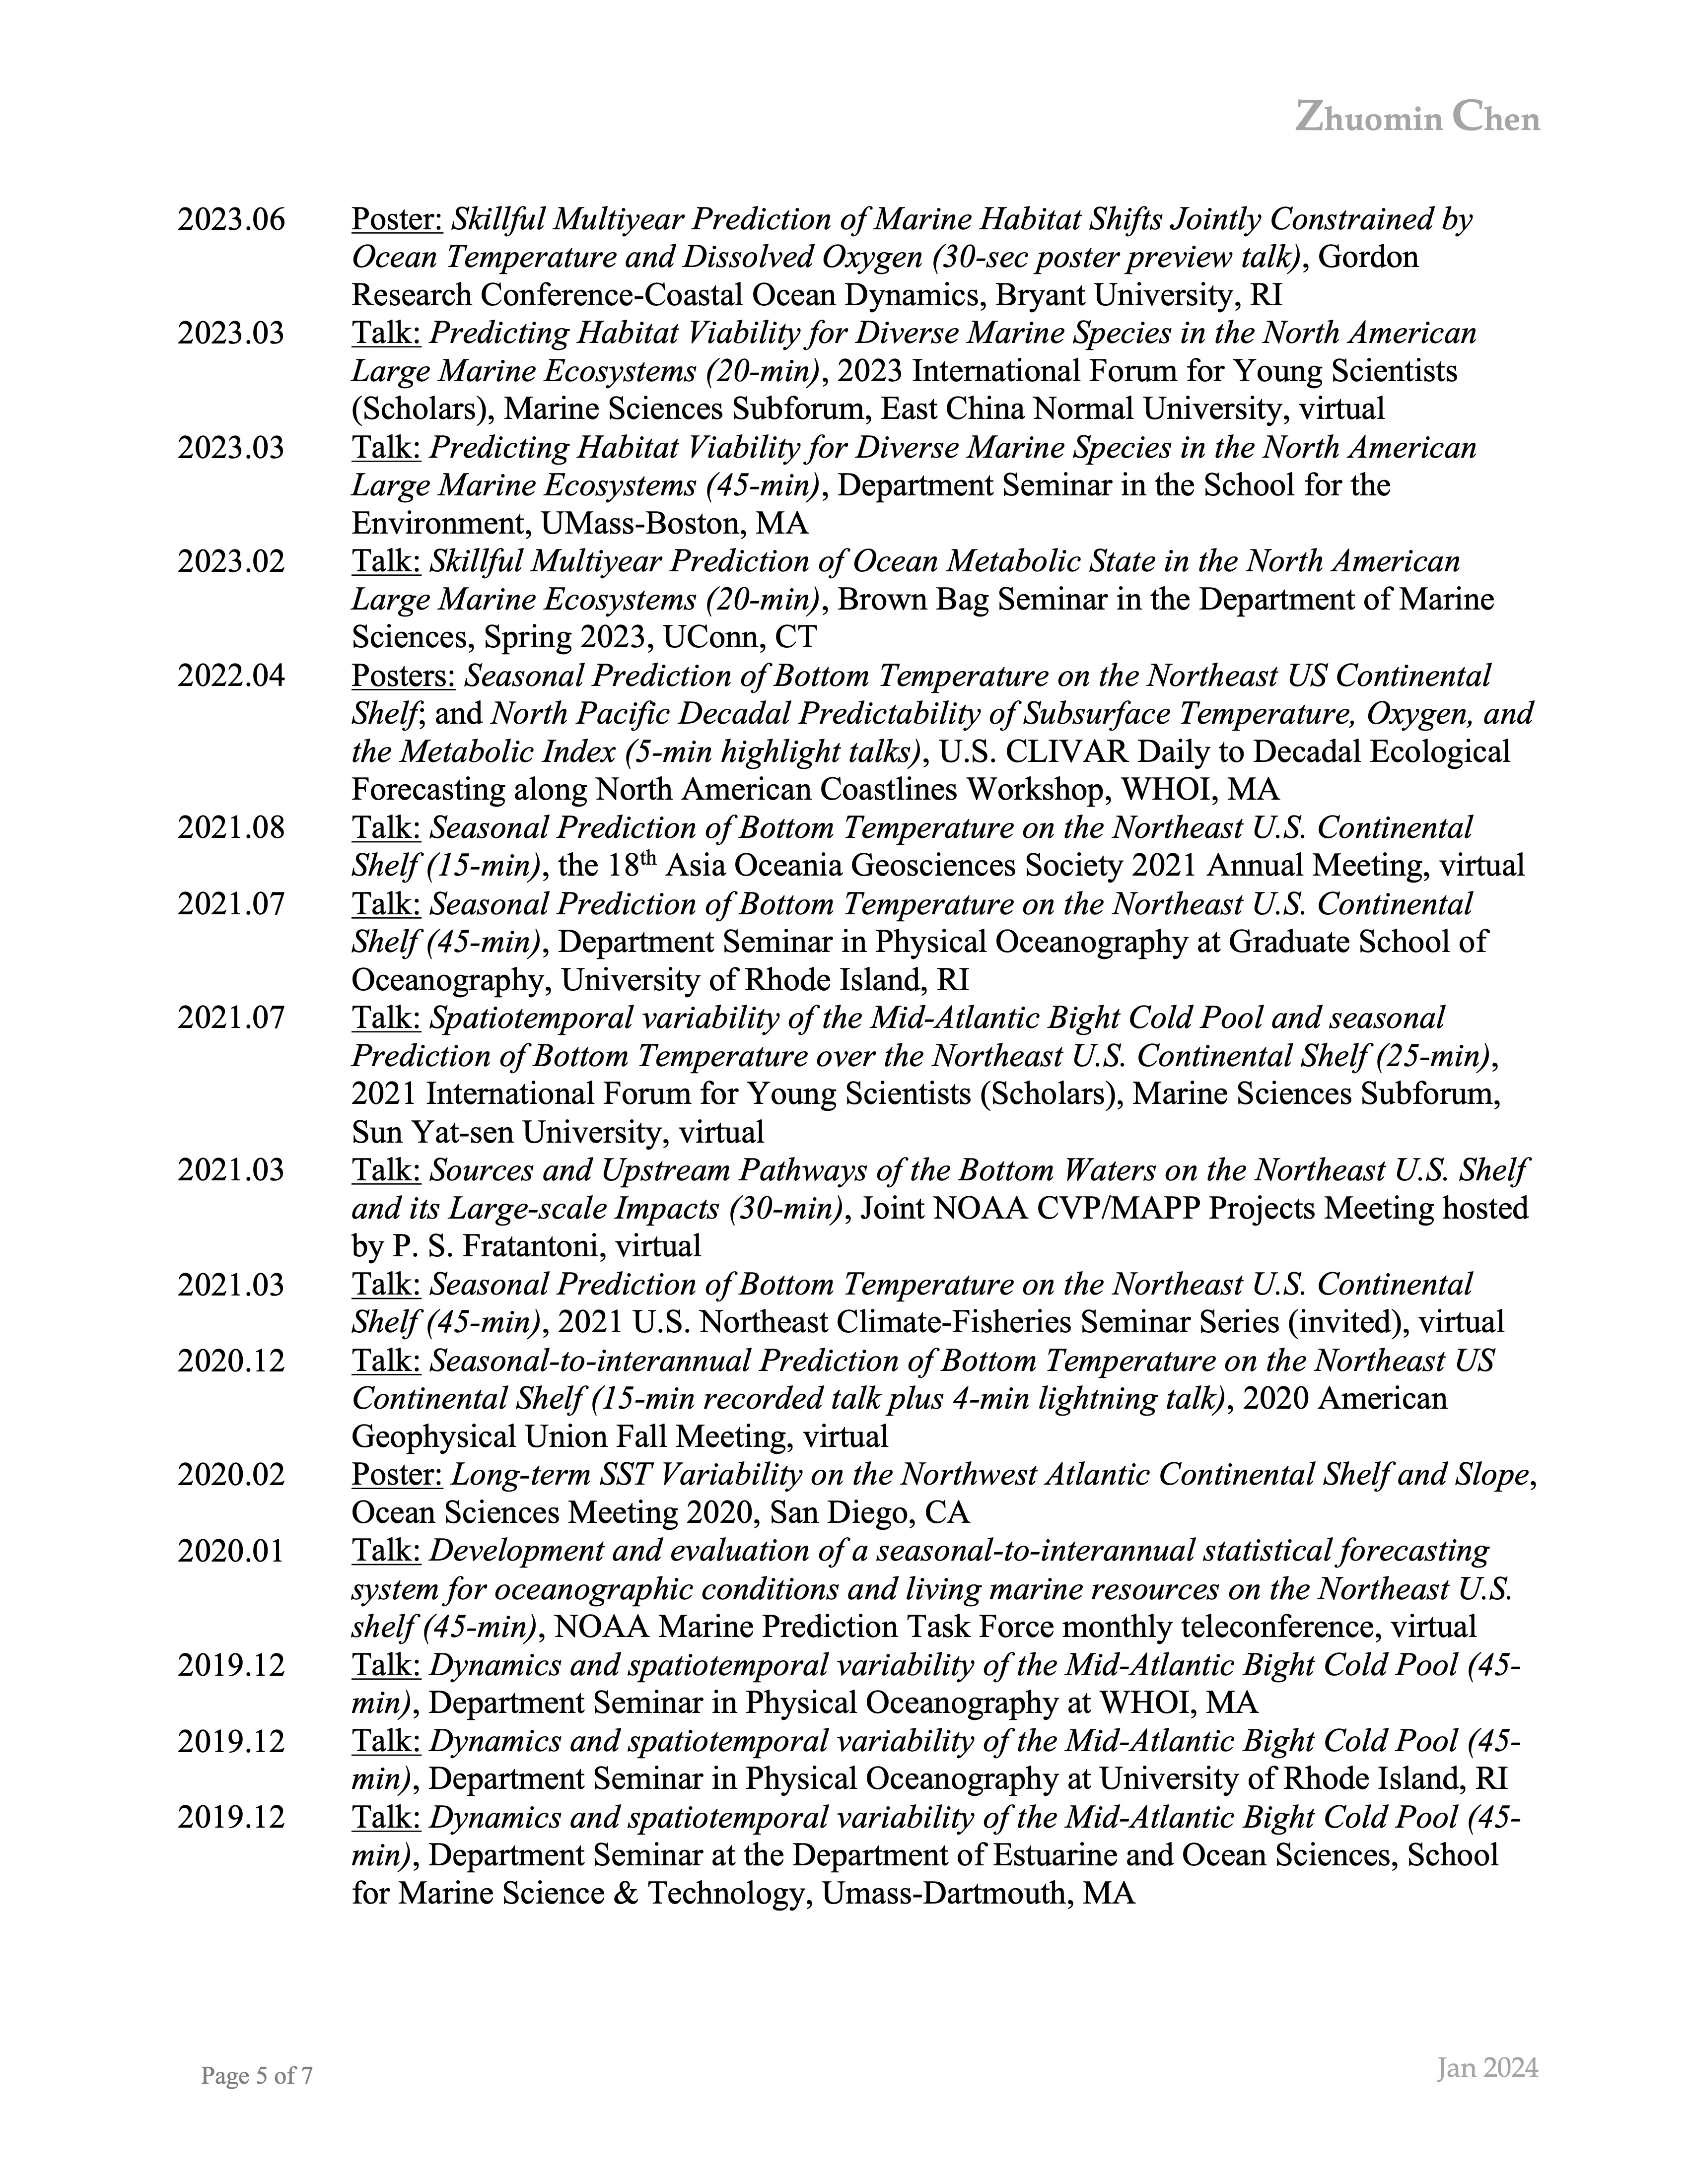 Zhuomin Chen
2023.06 Poster: Skillful Multiyear Prediction of Marine Habitat Shifts Jointly Constrained by
Ocean Temperature and Dissolved Oxygen (30-sec poster preview talk), Gordon
Research Conference-Coastal Ocean Dynamics, Bryant University, RI
2023.03 Talk: Predicting Habitat Viability for Diverse Marine Species in the North American
Large Marine Ecosystems (20-min), 2023 International Forum for Young Scientists
(Scholars), Marine Sciences Subforum, East China Normal University, virtual
2023.03 Talk: Predicting Habitat Viability for Diverse Marine Species in the North American
Large Marine Ecosystems (45-min), Department Seminar in the School for the
Environment, UMass-Boston, MA
2023.02 Talk: Skillful Multiyear Prediction of Ocean Metabolic State in the North American
Large Marine Ecosystems (20-min), Brown Bag Seminar in the Department of Marine
Sciences, Spring 2023, UConn, CT
2022.04 Posters: Seasonal Prediction of Bottom Temperature on the Northeast US Continental
Shelf; and North Pacific Decadal Predictability of Subsurface Temperature, Oxygen, and
the Metabolic Index (5-min highlight talks), U.S. CLIVAR Daily to Decadal Ecological
Forecasting along North American Coastlines Workshop, WHOI, MA
2021.08 Talk: Seasonal Prediction of Bottom Temperature on the Northeast U.S. Continental
Shelf (15-min), the 18th Asia Oceania Geosciences Society 2021 Annual Meeting, virtual
2021.07 Talk: Seasonal Prediction of Bottom Temperature on the Northeast U.S. Continental
Shelf (45-min), Department Seminar in Physical Oceanography at Graduate School of
Oceanography, University of Rhode Island, RI
2021.07 Talk: Spatiotemporal variability of the Mid-Atlantic Bight Cold Pool and seasonal
Prediction of Bottom Temperature over the Northeast U.S. Continental Shelf (25-min),
2021 International Forum for Young Scientists (Scholars), Marine Sciences Subforum,
Sun Yat-sen University, virtual
2021.03 Talk: Sources and Upstream Pathways of the Bottom Waters on the Northeast U.S. Shelf
and its Large-scale Impacts (30-min), Joint NOAA CVP/MAPP Projects Meeting hosted
by P. S. Fratantoni, virtual
2021.03 Talk: Seasonal Prediction of Bottom Temperature on the Northeast U.S. Continental
Shelf (45-min), 2021 U.S. Northeast Climate-Fisheries Seminar Series (invited), virtual
2020.12 Talk: Seasonal-to-interannual Prediction of Bottom Temperature on the Northeast US
Continental Shelf (15-min recorded talk plus 4-min lightning talk), 2020 American
Geophysical Union Fall Meeting, virtual
2020.02 Poster: Long-term SST Variability on the Northwest Atlantic Continental Shelf and Slope,
Ocean Sciences Meeting 2020, San Diego, CA
2020.01 Talk: Development and evaluation of a seasonal-to-interannual statistical forecasting
system for oceanographic conditions and living marine resources on the Northeast U.S.
shelf (45-min), NOAA Marine Prediction Task Force monthly teleconference, virtual
2019.12 Talk: Dynamics and spatiotemporal variability of the Mid-Atlantic Bight Cold Pool (45-
min), Department Seminar in Physical Oceanography at WHOI, MA
2019.12 Talk: Dynamics and spatiotemporal variability of the Mid-Atlantic Bight Cold Pool (45-
min), Department Seminar in Physical Oceanography at University of Rhode Island, RI
2019.12 Talk: Dynamics and spatiotemporal variability of the Mid-Atlantic Bight Cold Pool (45-
min), Department Seminar at the Department of Estuarine and Ocean Sciences, School
for Marine Science & Technology, Umass-Dartmouth, MA
Page 5 of 7
Jan 2024